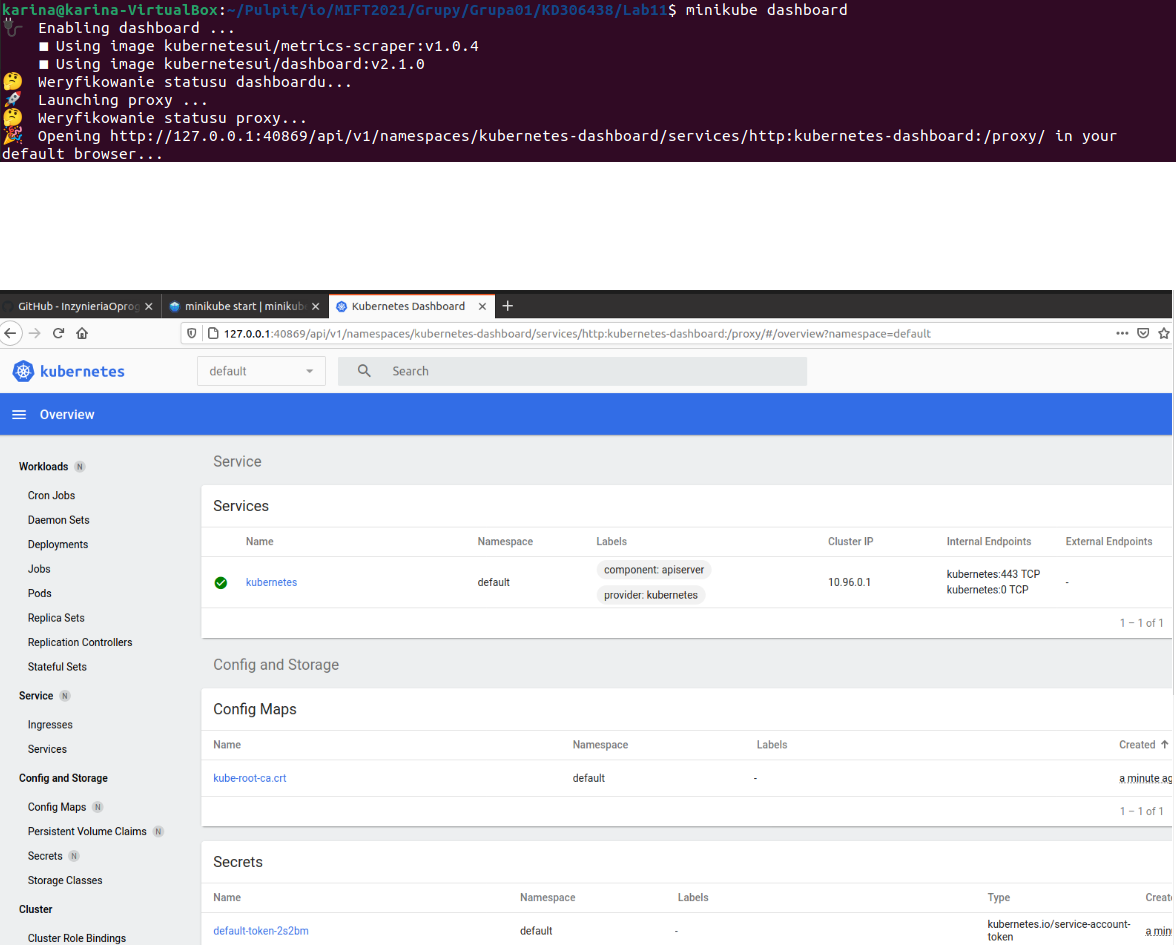 karina@karina-VirtualBox:~/Pulpit/io/MIFT2021/Grupy/Grupa01/KD306438/Lab11$ minikube dashboard
Enabling dashboard ...
■ Using image kubernetesui/metrics-scraper:v1.0.4
■ Using image kubernetesui/dashboard:v2.1.0
🤔 Weryfikowanie statusu dashboardu...
🚀 Launching proxy ...
🤔 Weryfikowanie statusu proxy...
🎉 Opening http://127.0.0.1:40869/api/v1/namespaces/kubernetes-dashboard/services/http:kubernetes-dashboard:/proxy/ in your
default browser...
GitHub - InzynieriaOprog × minikube start | minikub × Kubernetes Dashboard × +
127.0.0.1:40869/api/v1/namespaces/kubernetes-dashboard/services/http:kubernetes-dashboard:/proxy/#/overview?namespace=default
kubernetes default Search
Overview
Workloads N
Cron Jobs
Daemon Sets
Deployments
Jobs
Pods
Replica Sets
Replication Controllers
Stateful Sets
Service N
Ingresses
Services
Config and Storage
Config Maps N
Persistent Volume Claims N
Secrets N
Storage Classes
Cluster
Cluster Role Bindings
Service
Services
Name Namespace Labels Cluster IP Internal Endpoints External Endpoints
kubernetes default component: apiserver provider: kubernetes 10.96.0.1 kubernetes:443 TCP kubernetes:0 TCP -
1 – 1 of 1
Config and Storage
Config Maps
Name Namespace Labels Created ↑
kube-root-ca.crt default - a minute ag
1 – 1 of 1
Secrets
Name Namespace Labels Type Creat
default-token-2s2bm default - kubernetes.io/service-account-token a min